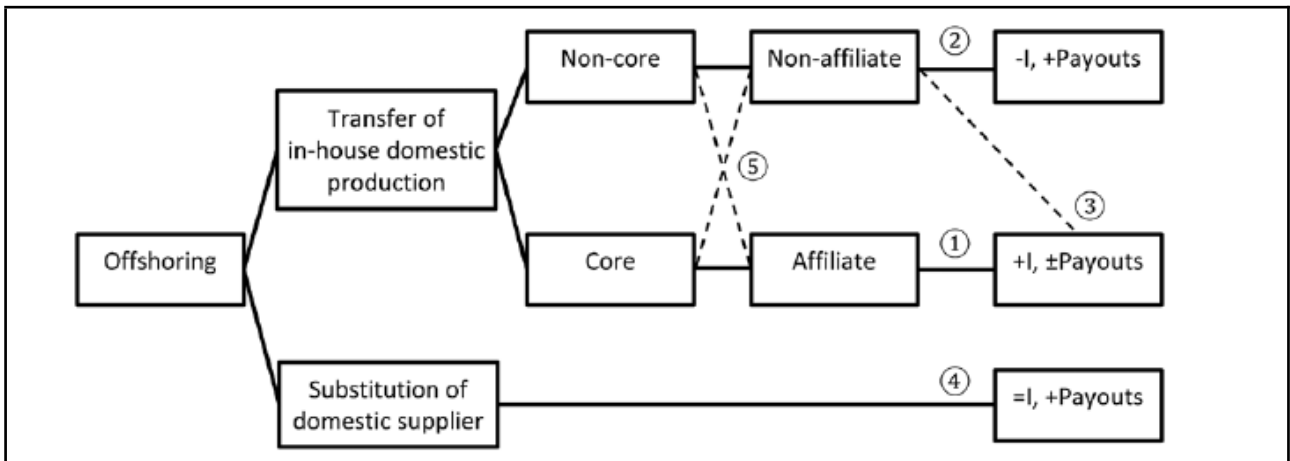 Non-core
Non-affiliate
②
-I, +Payouts
Transfer of
in-house domestic
production
⑤
③
Offshoring
Core
Affiliate
①
+I, ±Payouts
Substitution of
domestic supplier
④
=I, +Payouts